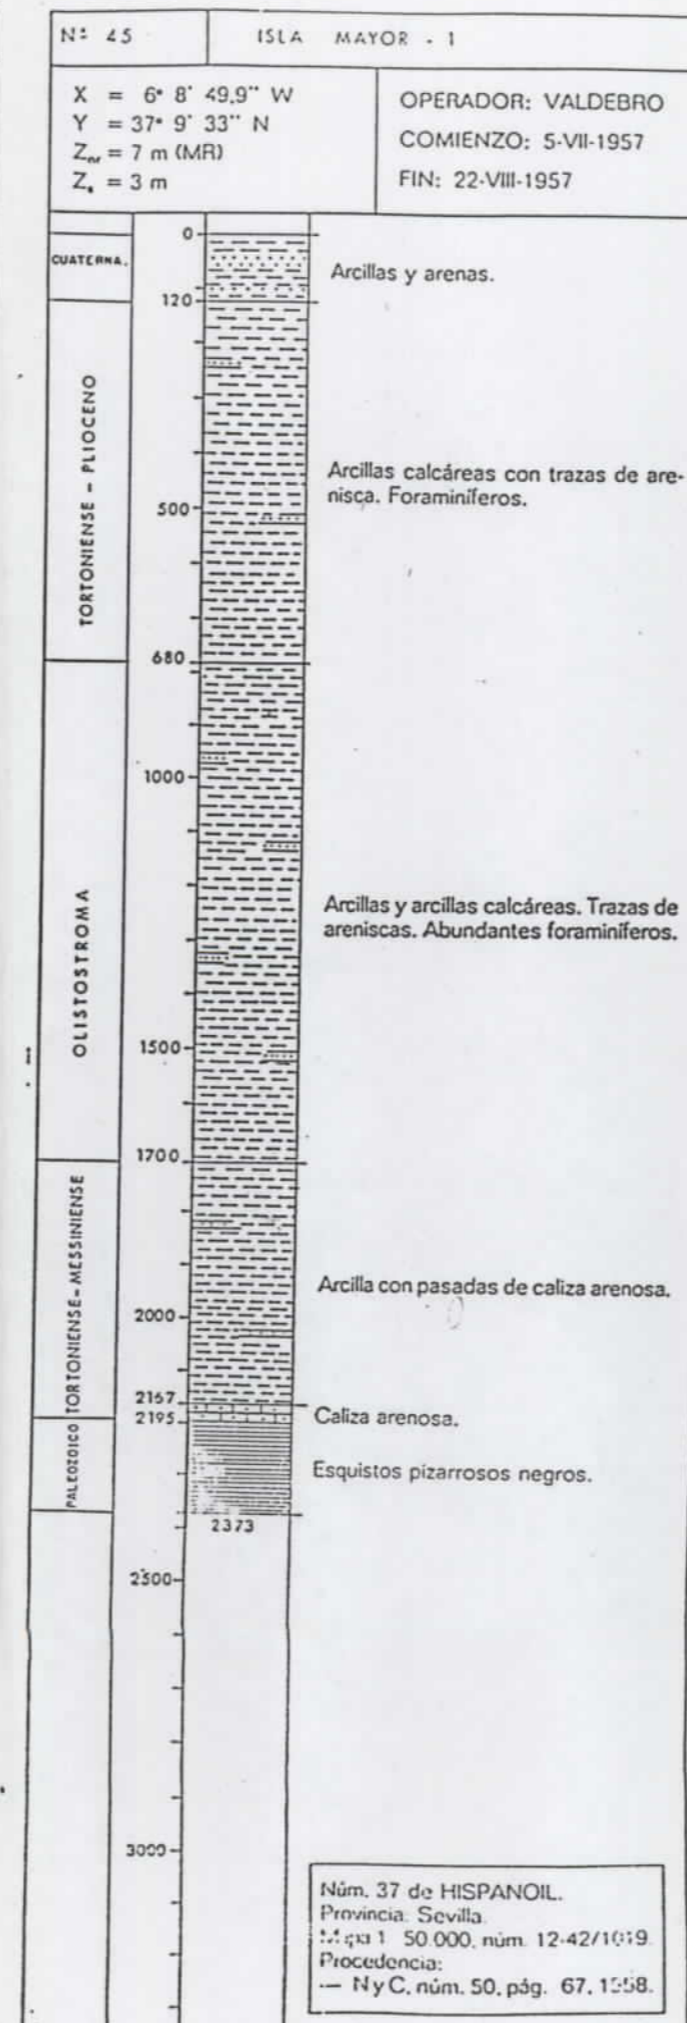 Nº 45
ISLA MAYOR - 1
X = 6° 8' 49,9" W
Y = 37° 9' 33" N
Zₘᵣ = 7 m (MR)
Zₛ = 3 m
OPERADOR: VALDEBRO
COMIENZO: 5-VII-1957
FIN: 22-VIII-1957
0
CUATERNA.
Arcillas y arenas.
120
TORTONIENSE - PLIOCENO
Arcillas calcáreas con trazas de are-
nisca. Foraminíferos.
500
680
1000
OLISTOSTROMA
Arcillas y arcillas calcáreas. Trazas de
areniscas. Abundantes foraminíferos.
1500
1700
TORTONIENSE-MESSINIENSE
Arcilla con pasadas de caliza arenosa.
2000
2167
2195
Caliza arenosa.
PALEOZOICO
Esquistos pizarrosos negros.
2373
2500
3000
Núm. 37 de HISPANOIL.
Provincia: Sevilla.
Mapa 1 50.000, núm. 12-42/1019.
Procedencia:
— N y C, núm. 50, pág. 67, 1958.